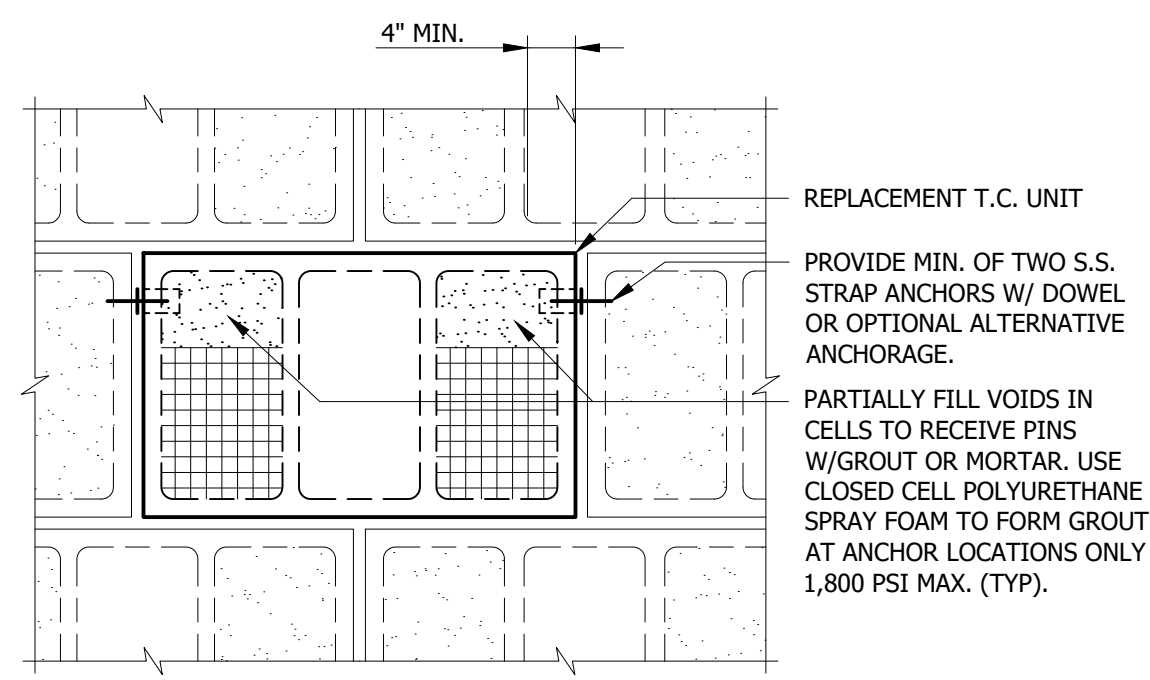 4" MIN.
REPLACEMENT T.C. UNIT
PROVIDE MIN. OF TWO S.S.
STRAP ANCHORS W/ DOWEL
OR OPTIONAL ALTERNATIVE
ANCHORAGE.
PARTIALLY FILL VOIDS IN
CELLS TO RECEIVE PINS
W/GROUT OR MORTAR. USE
CLOSED CELL POLYURETHANE
SPRAY FOAM TO FORM GROUT
AT ANCHOR LOCATIONS ONLY
1,800 PSI MAX. (TYP).